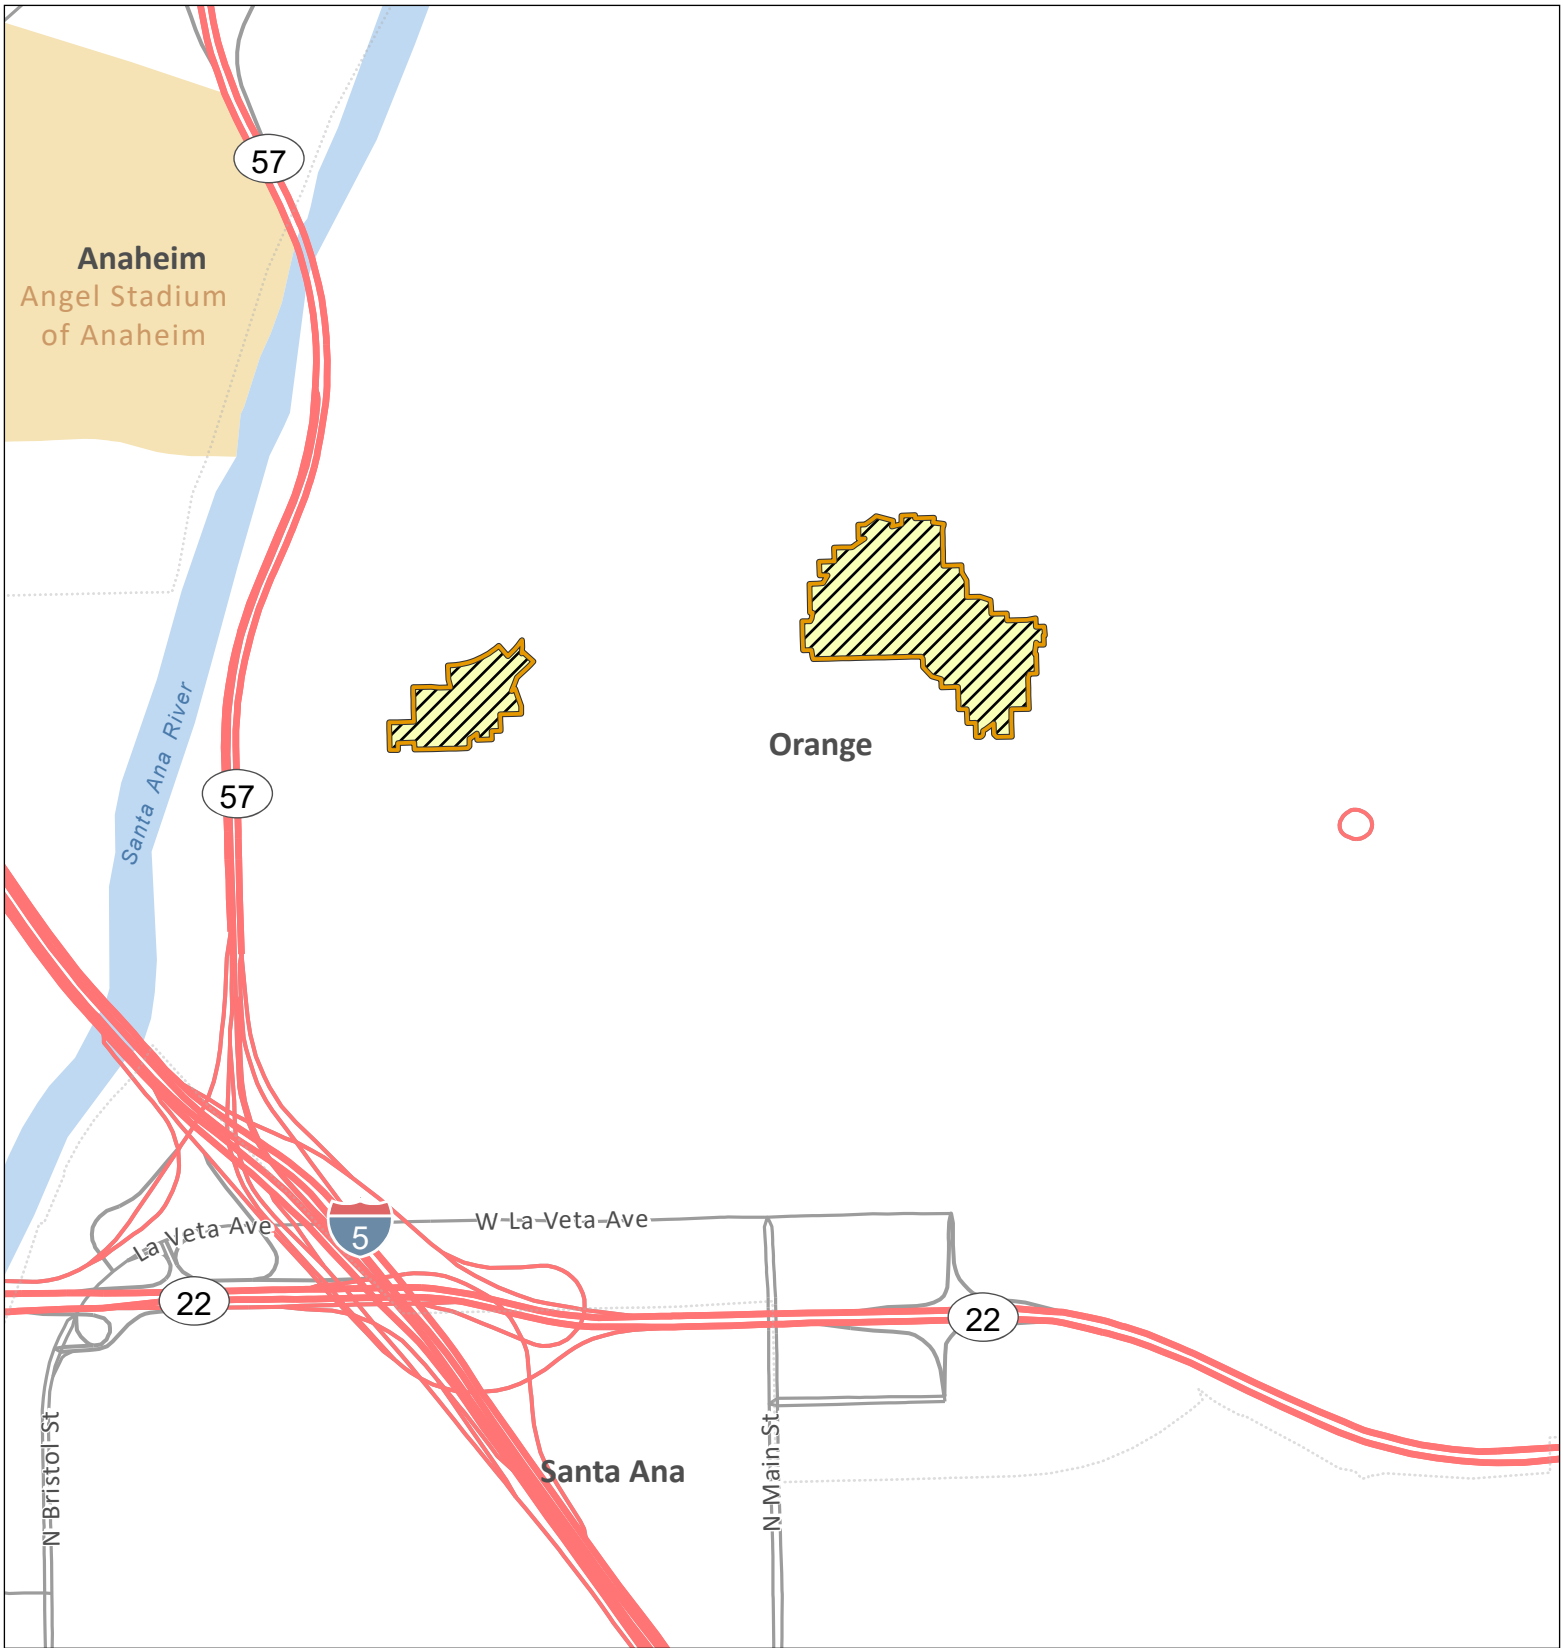 57
Anaheim
Angel Stadium
of Anaheim
Santa Ana River
Orange
57
La Veta Ave
5
W La Veta Ave
22
22
N Bristol St
Santa Ana
N Main St